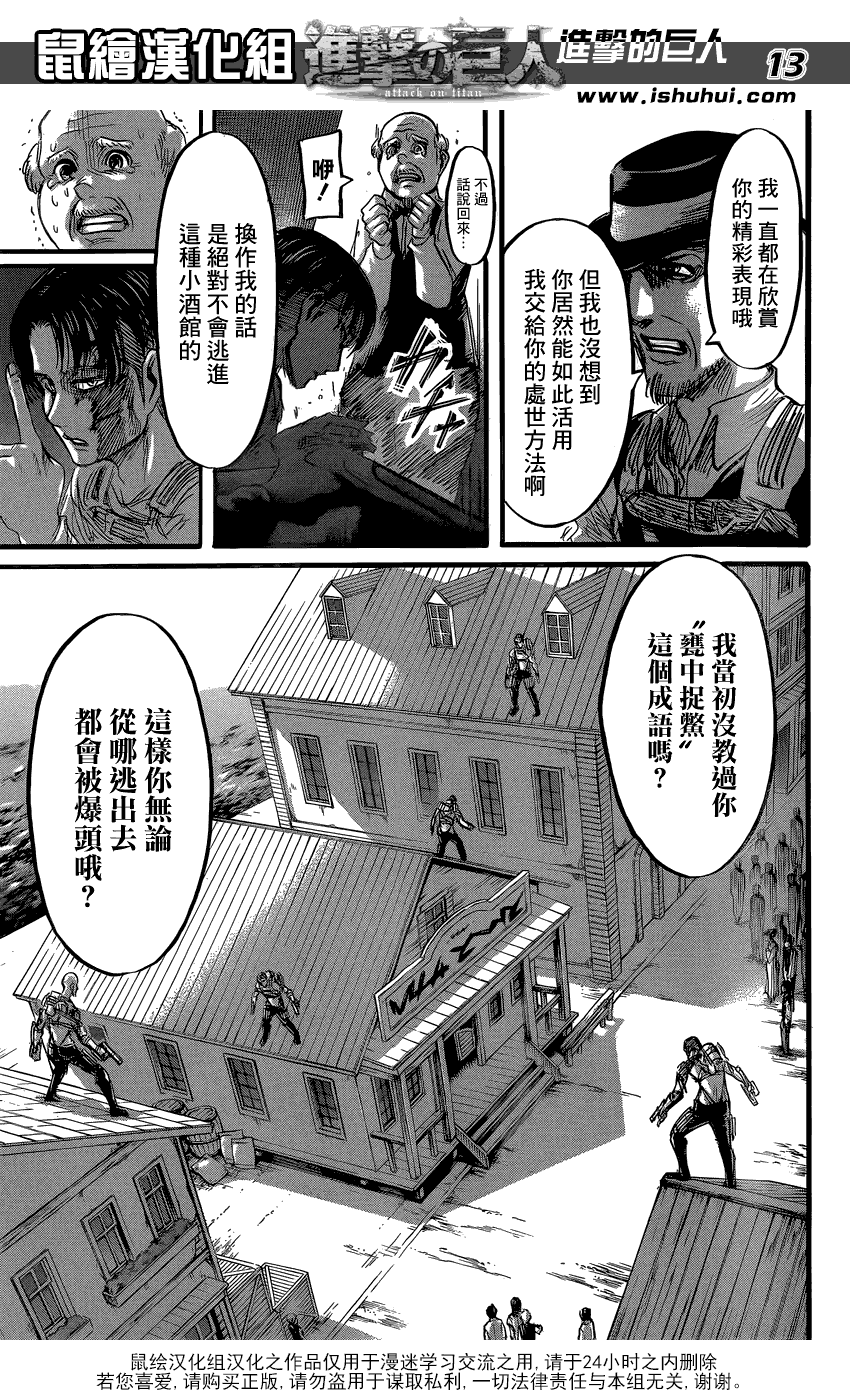 鼠繪漢化組
進撃の巨人
attack on titan
進擊的巨人
13
www.ishuhui.com
我一直都在欣賞
你的精彩表現哦
但我也沒想到
你居然能如此活用
我交給你的處世方法啊
不過
話說回來…
咿！
換作我的話
是絕對不會逃進
這種小酒館的
我當初沒教過你
〝甕中捉鱉〞
這個成語嗎？
這樣你無論
從哪逃出去
都會被爆頭哦？
鼠绘汉化组汉化之作品仅用于漫迷学习交流之用, 请于24小时之内删除
若您喜爱, 请购买正版, 请勿盗用于谋取私利, 一切法律责任与本组无关, 谢谢。